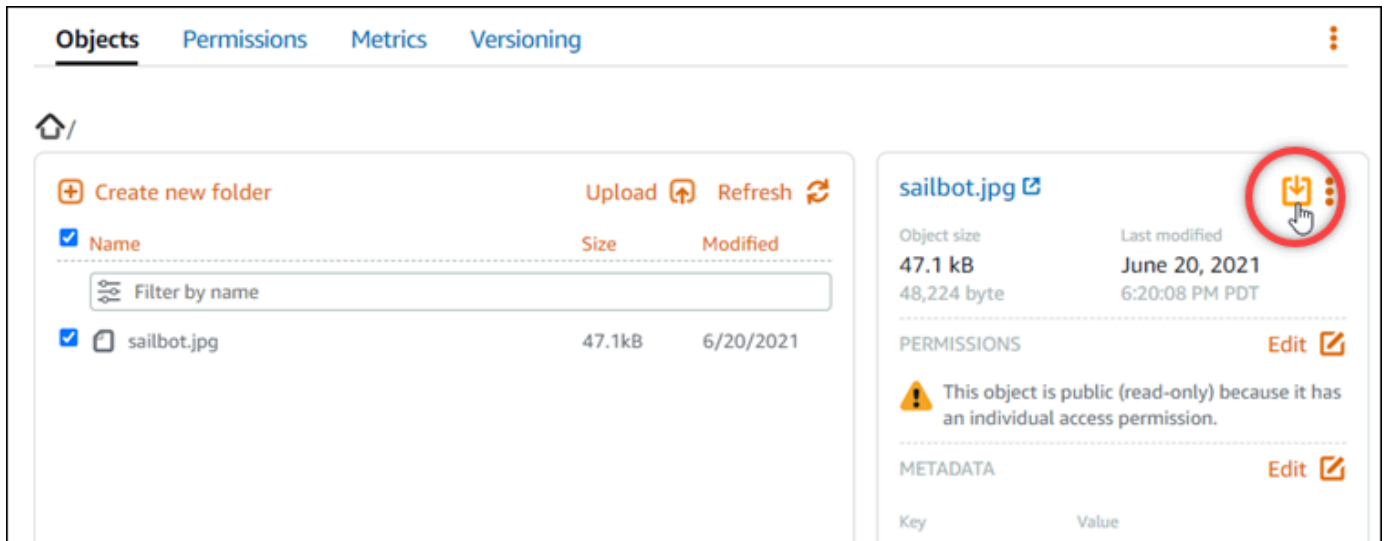 Objects Permissions Metrics Versioning
/
Create new folder Upload Refresh
Name Size Modified
Filter by name
sailbot.jpg 47.1kB 6/20/2021
sailbot.jpg
Object size Last modified
47.1 kB June 20, 2021
48,224 byte 6:20:08 PM PDT
PERMISSIONS Edit
This object is public (read-only) because it has
an individual access permission.
METADATA Edit
Key Value